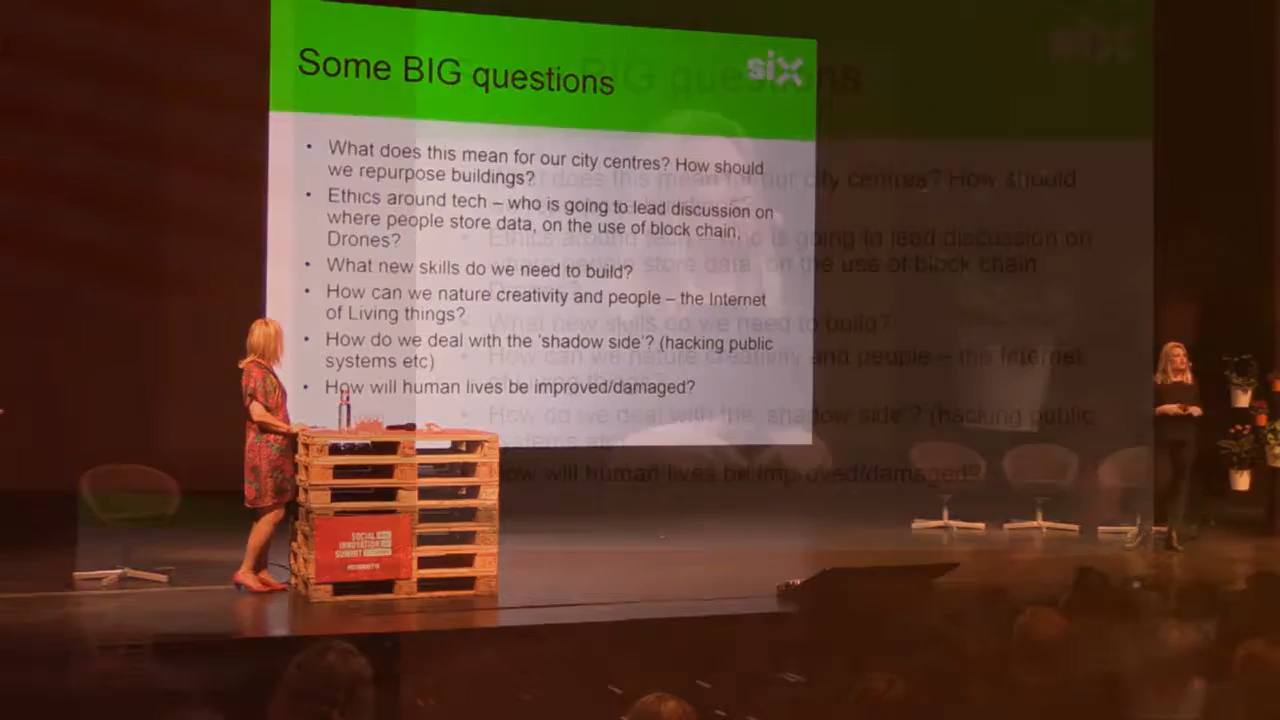 Some BIG questions
six
• What does this mean for our city centres? How should
we repurpose buildings?
• Ethics around tech – who is going to lead discussion on
where people store data, on the use of block chain,
Drones?
• What new skills do we need to build?
• How can we nature creativity and people – the Internet
of Living things?
• How do we deal with the 'shadow side'? (hacking public
systems etc)
• How will human lives be improved/damaged?
SOCIAL
INNOVATION
SUMMIT